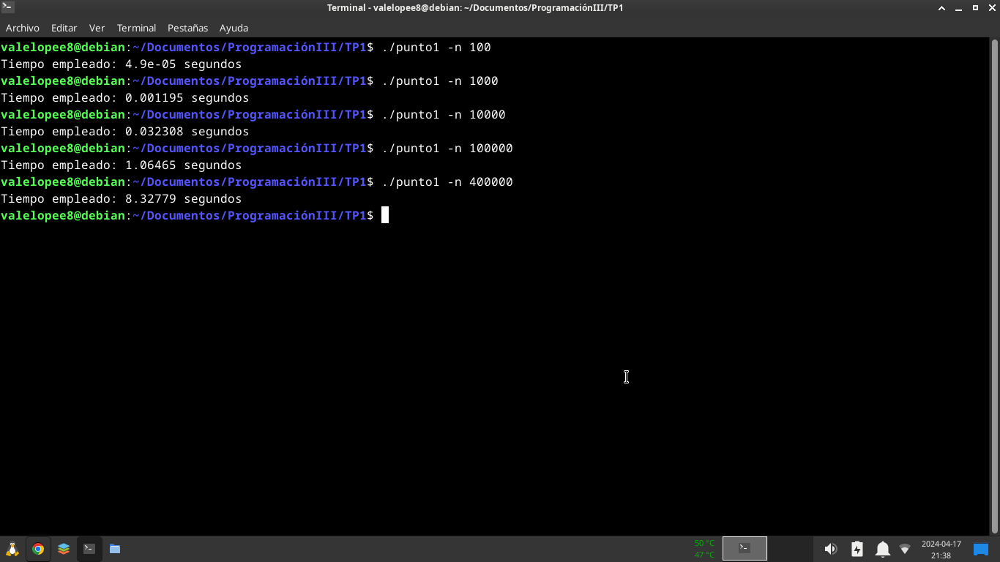 Terminal - valelopee8@debian: ~/Documentos/ProgramaciónIII/TP1
Archivo Editar Ver Terminal Pestañas Ayuda
valelopee8@debian:~/Documentos/ProgramaciónIII/TP1$ ./punto1 -n 100
Tiempo empleado: 4.9e-05 segundos
valelopee8@debian:~/Documentos/ProgramaciónIII/TP1$ ./punto1 -n 1000
Tiempo empleado: 0.001195 segundos
valelopee8@debian:~/Documentos/ProgramaciónIII/TP1$ ./punto1 -n 10000
Tiempo empleado: 0.032308 segundos
valelopee8@debian:~/Documentos/ProgramaciónIII/TP1$ ./punto1 -n 100000
Tiempo empleado: 1.06465 segundos
valelopee8@debian:~/Documentos/ProgramaciónIII/TP1$ ./punto1 -n 400000
Tiempo empleado: 8.32779 segundos
valelopee8@debian:~/Documentos/ProgramaciónIII/TP1$
50 °C
47 °C
2024-04-17
21:38